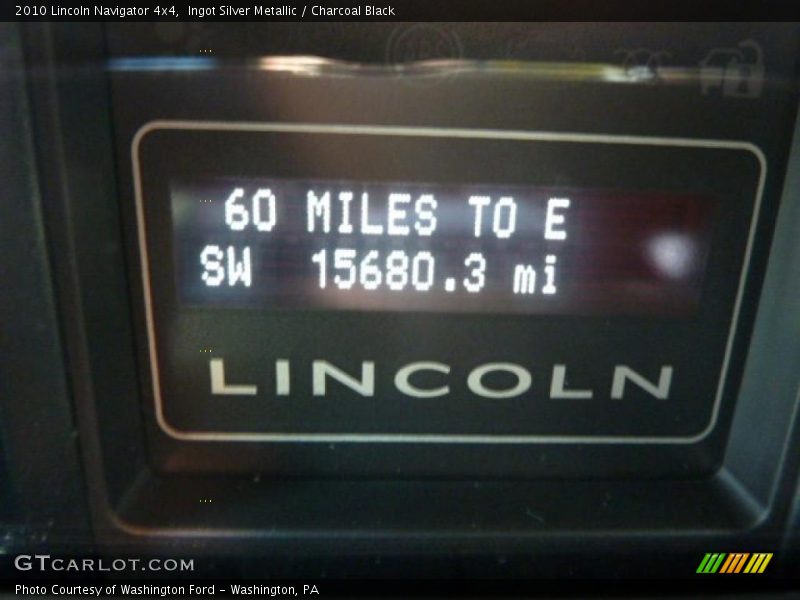 2010 Lincoln Navigator 4x4,  Ingot Silver Metallic / Charcoal Black
60 MILES TO E
SW 15680.3 mi
LINCOLN
GTCARLOT.COM
Photo Courtesy of Washington Ford - Washington, PA